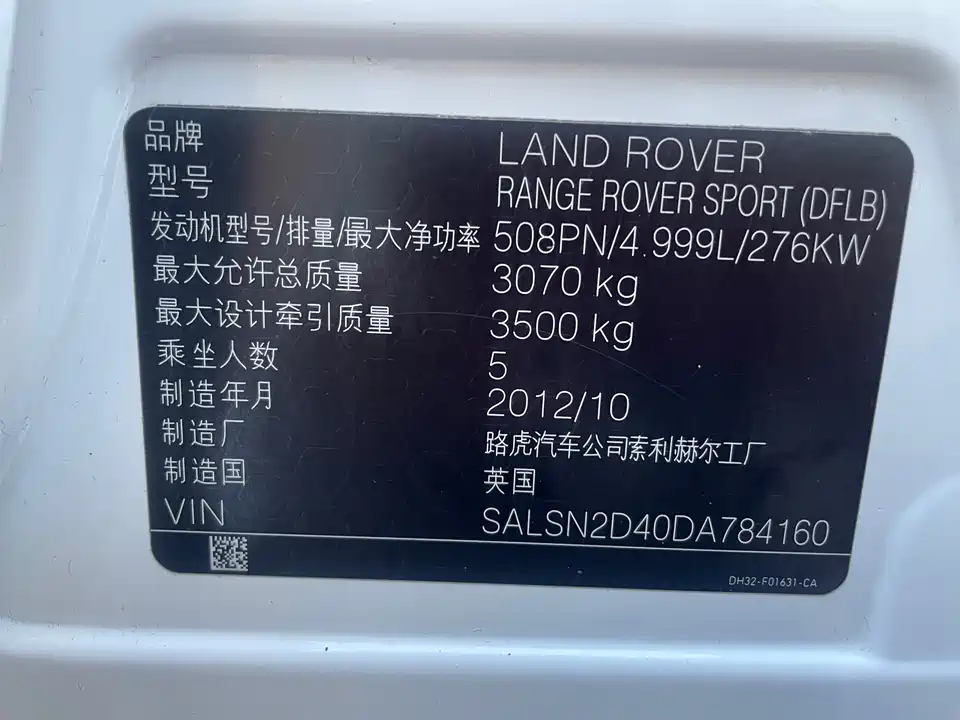 品牌 LAND ROVER
型号 RANGE ROVER SPORT (DFLB)
发动机型号/排量/最大净功率 508PN/4.999L/276KW
最大允许总质量 3070 kg
最大设计牵引质量 3500 kg
乘坐人数 5
制造年月 2012/10
制造厂 路虎汽车公司索利赫尔工厂
制造国 英国
VIN SALSN2D40DA784160
DH32-F01631-CA